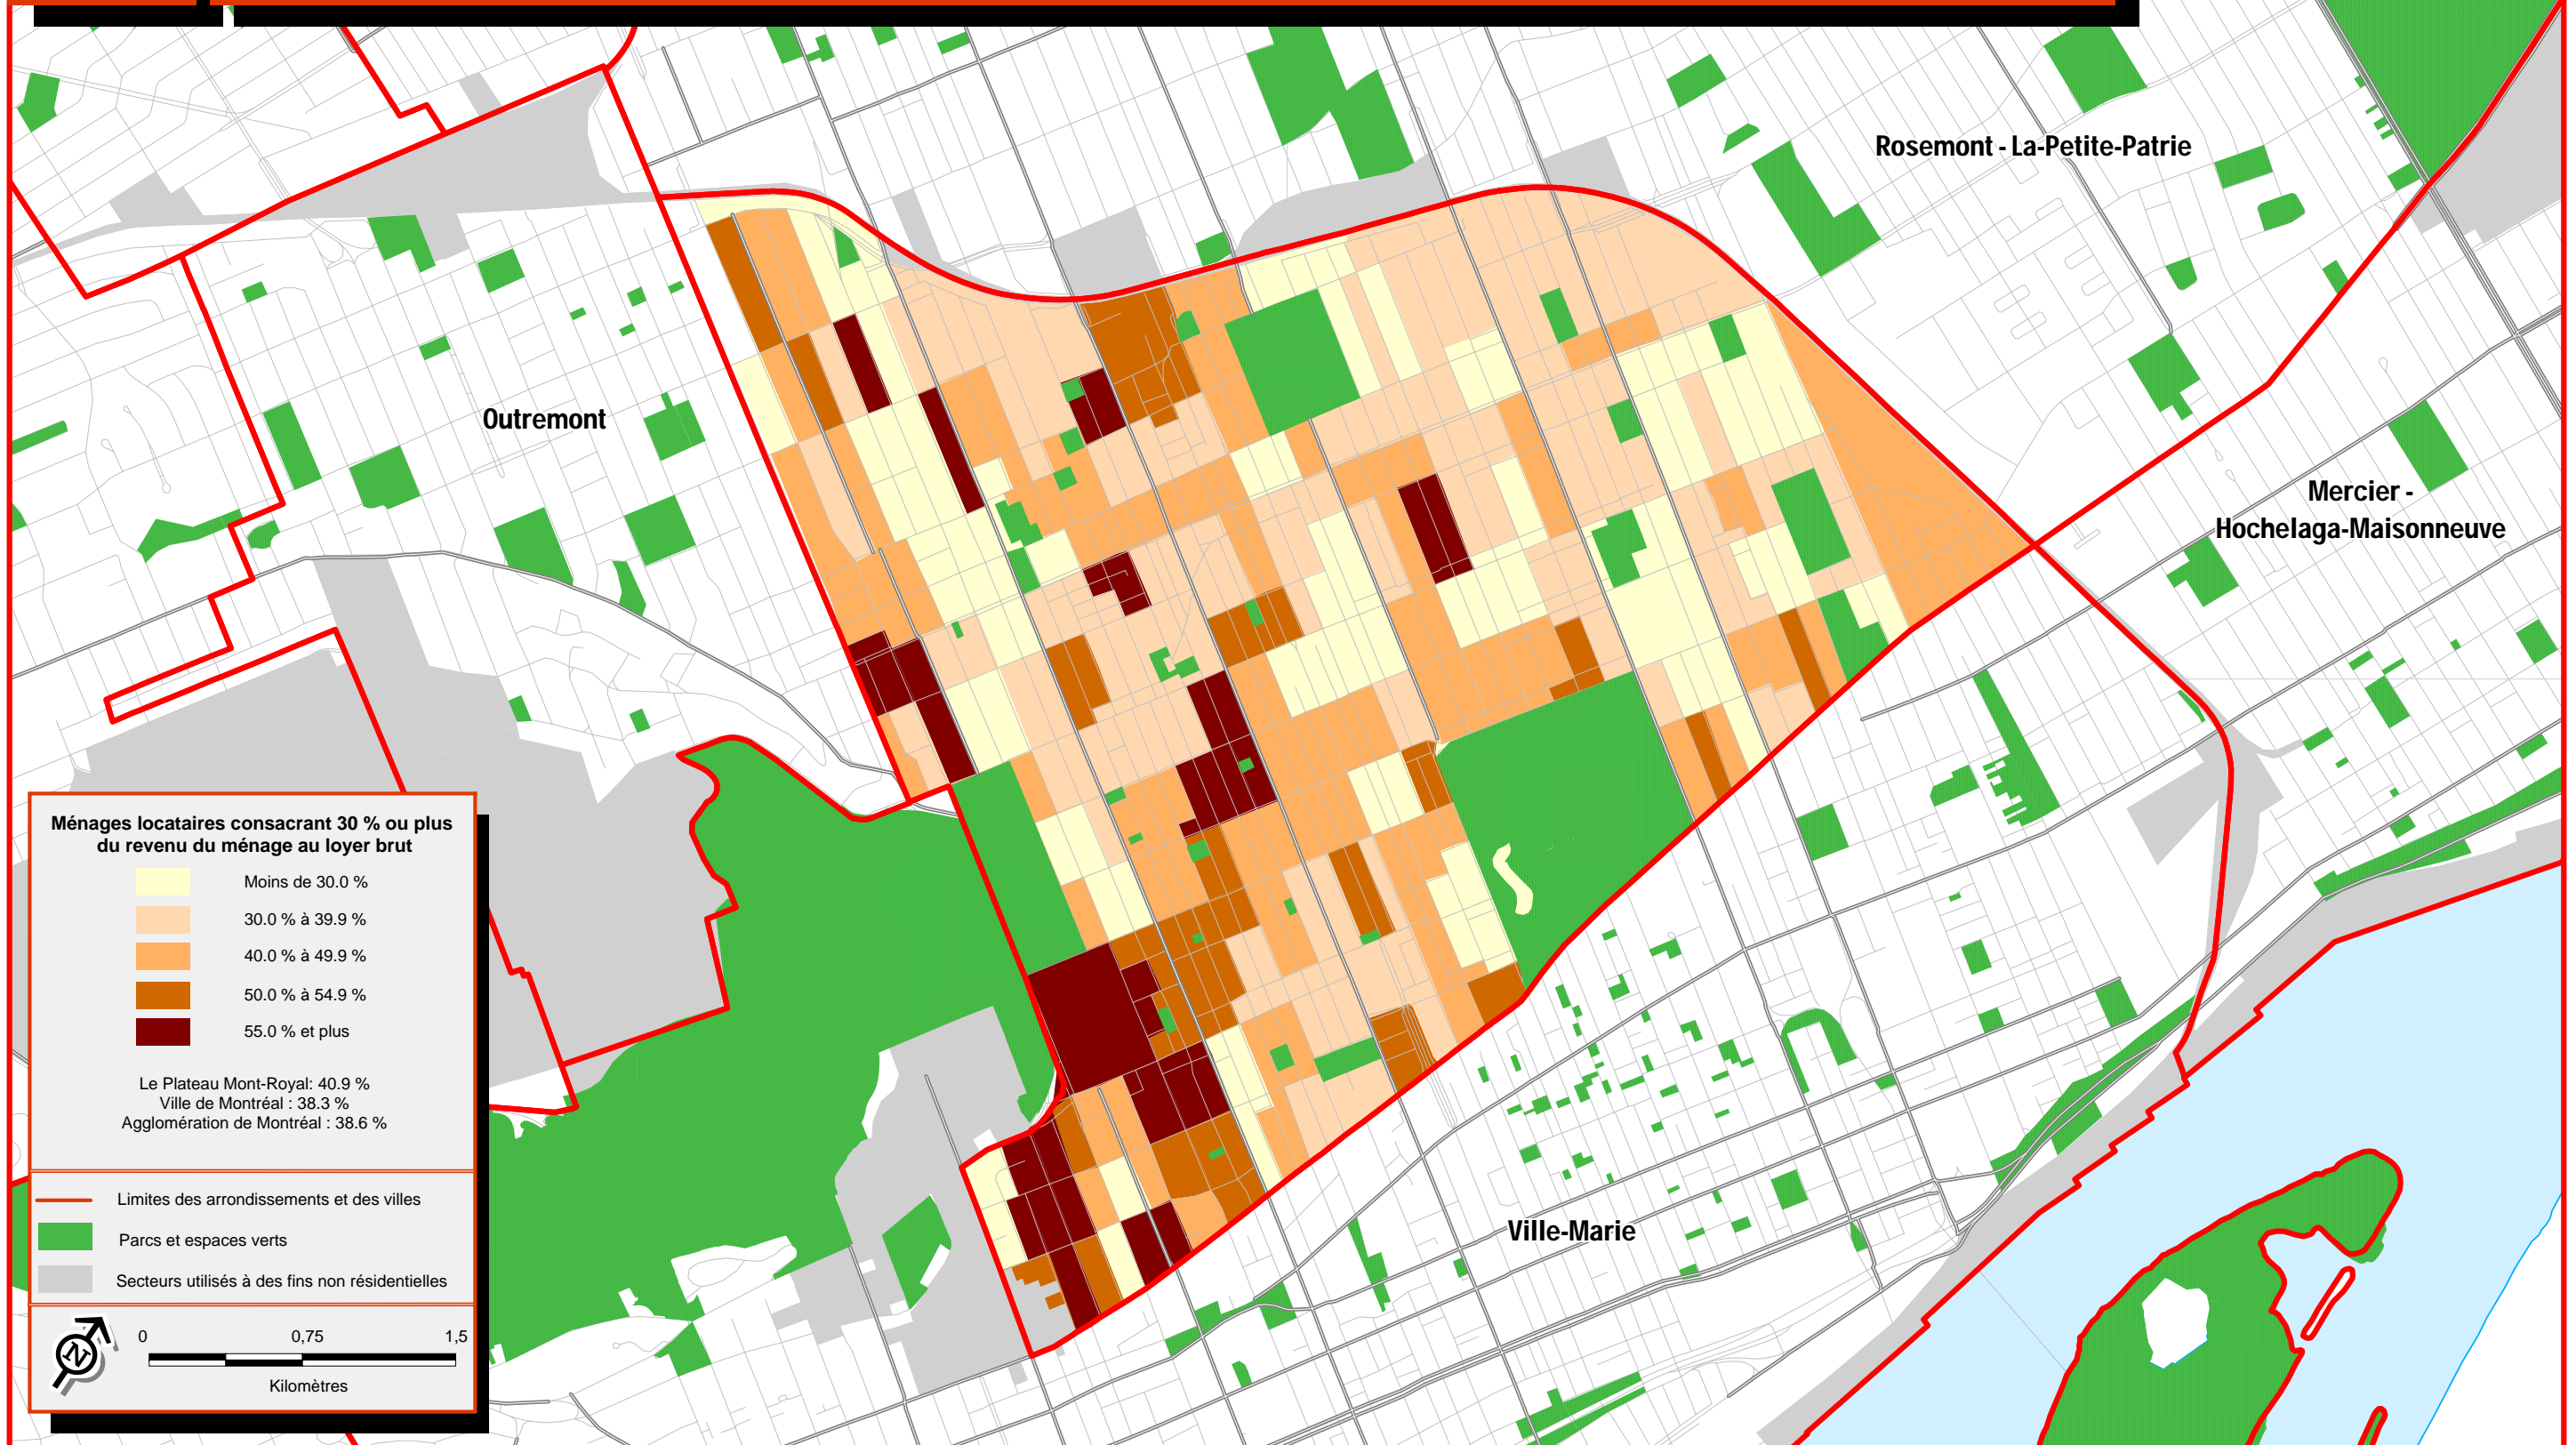 Rosemont - La-Petite-Patrie
Outremont
Mercier -
Hochelaga-Maisonneuve
Ville-Marie
Ménages locataires consacrant 30 % ou plus
du revenu du ménage au loyer brut
Moins de 30.0 %
30.0 % à 39.9 %
40.0 % à 49.9 %
50.0 % à 54.9 %
55.0 % et plus
Le Plateau Mont-Royal: 40.9 %
Ville de Montréal : 38.3 %
Agglomération de Montréal : 38.6 %
Limites des arrondissements et des villes
Parcs et espaces verts
Secteurs utilisés à des fins non résidentielles
N
0 0,75 1,5
Kilomètres